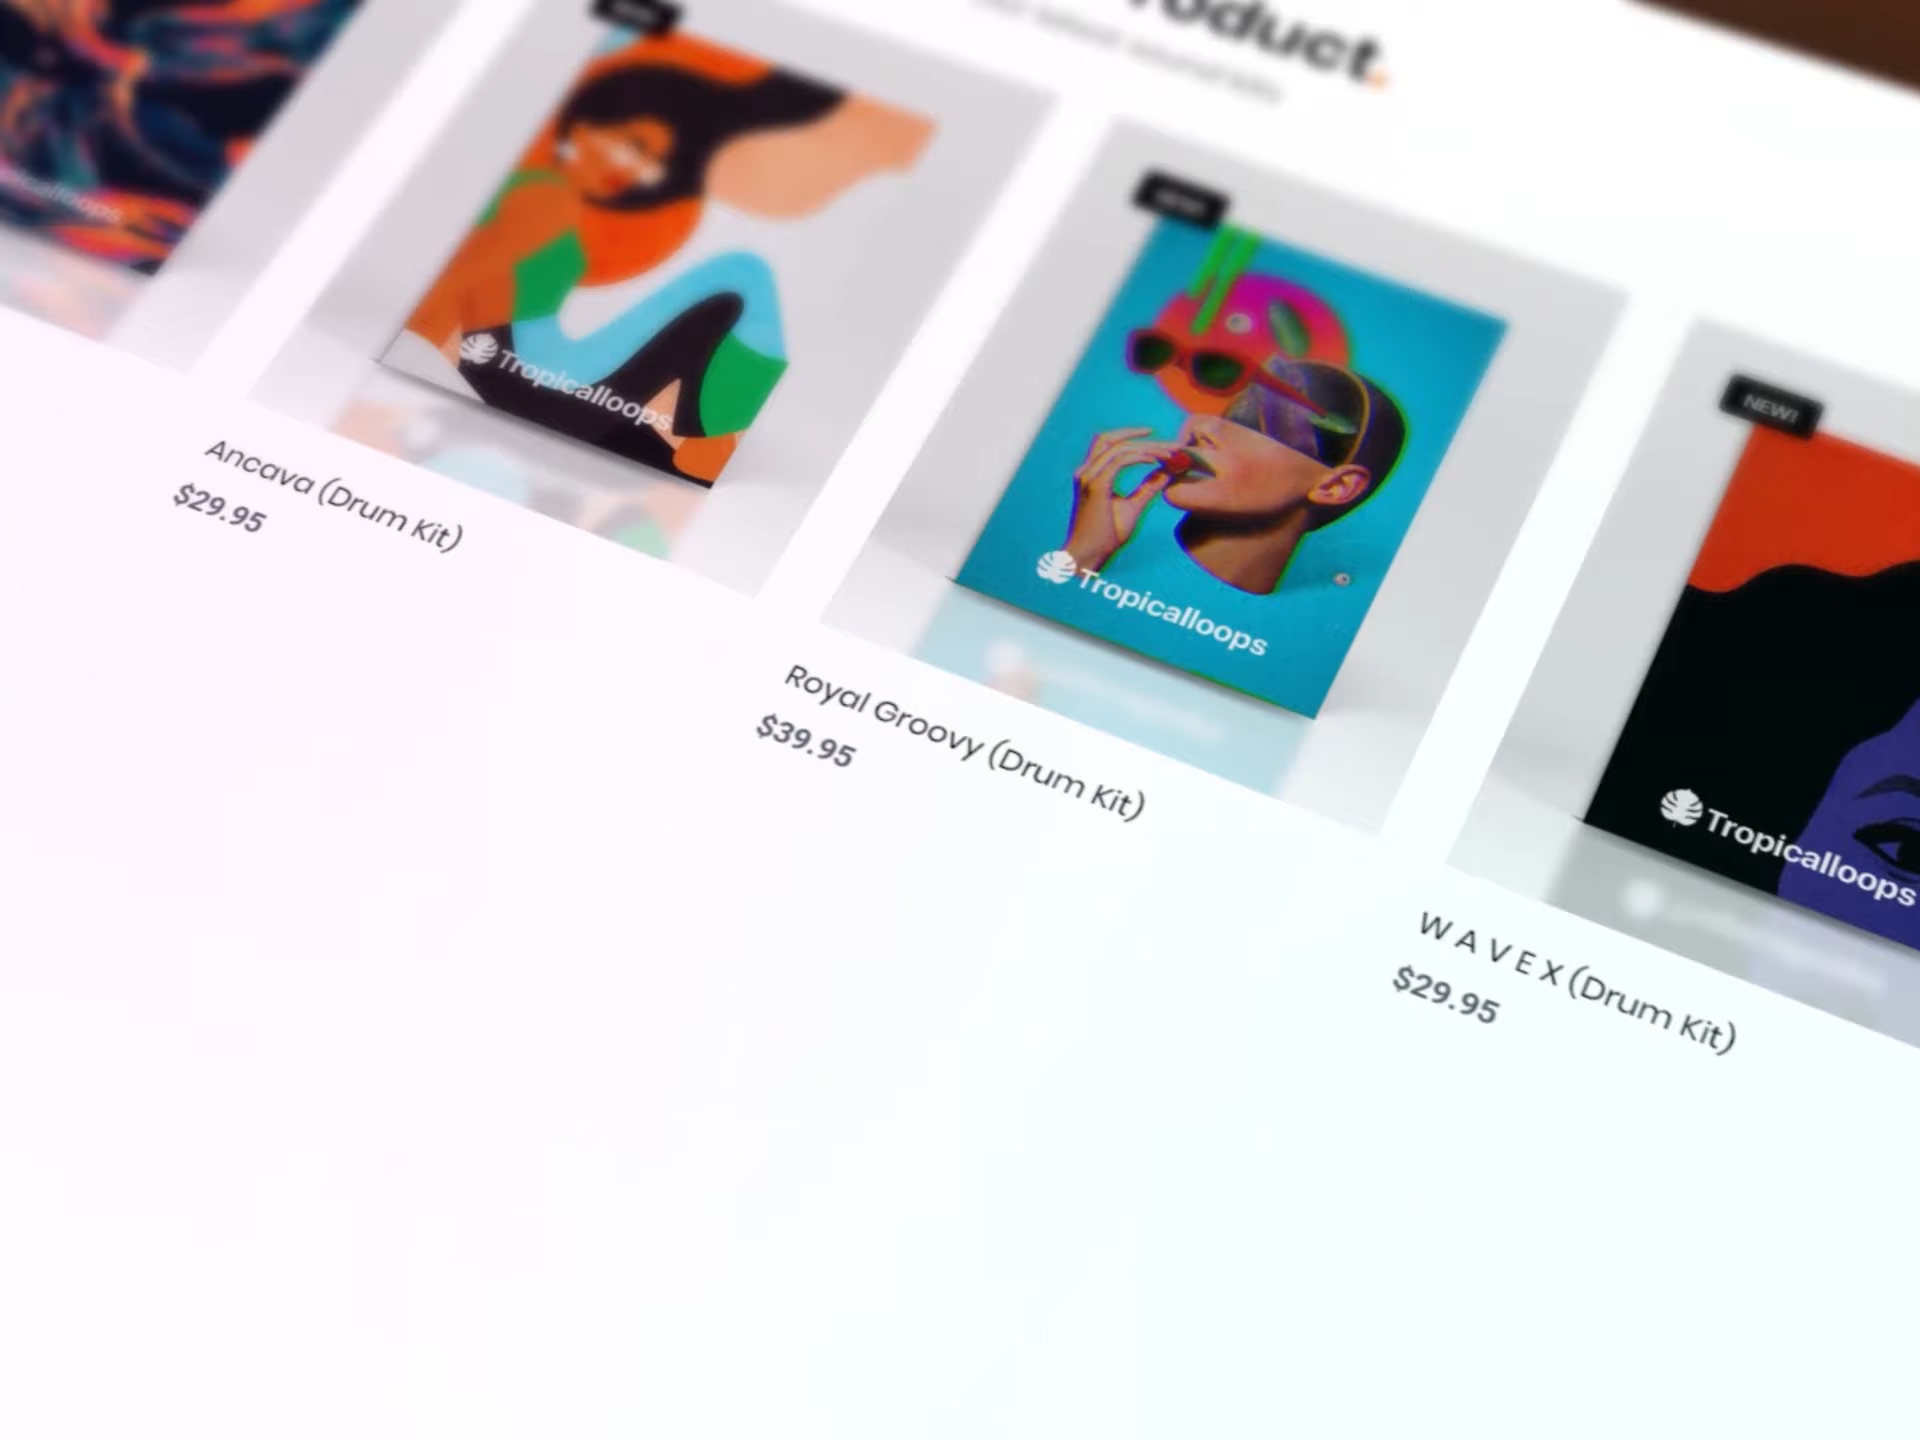 NEW!
Tropicalloops
Ancava (Drum Kit)
$29.95
Tropicalloops
Royal Groovy (Drum Kit)
$39.95
NEW!
Tropicalloops
W A V E X (Drum Kit)
$29.95